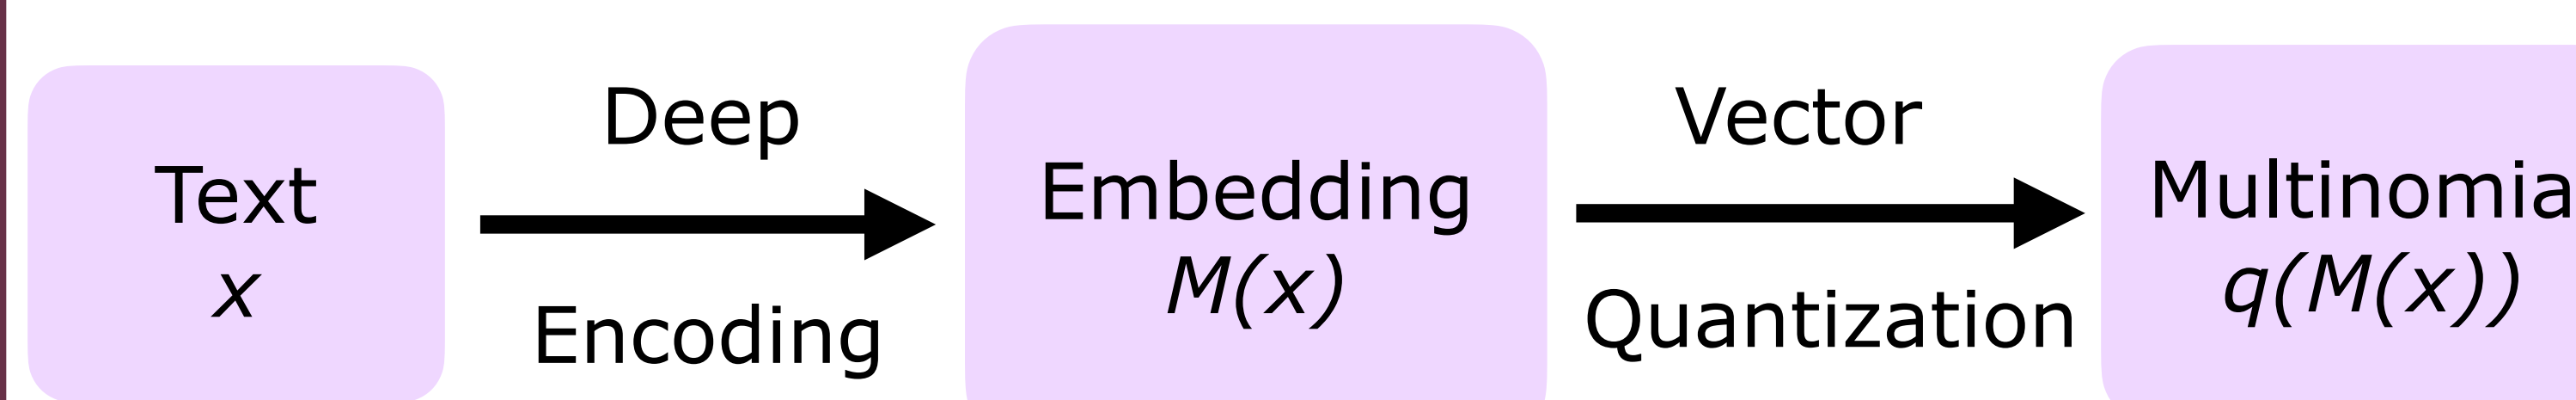 Text
x
Deep
Encoding
Embedding
M(x)
Vector
Quantization
Multinomia
q(M(x))